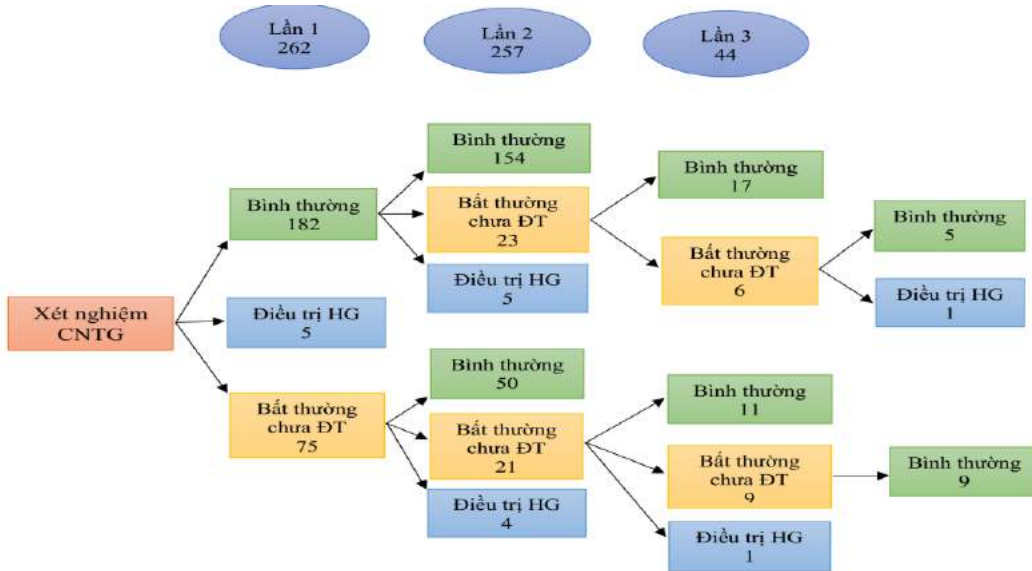 Lần 1
262
Lần 2
257
Lần 3
44
Xét nghiệm
CNTG
Bình thường
182
Điều trị HG
5
Bất thường
chưa ĐT
75
Bình thường
154
Bất thường
chưa ĐT
23
Điều trị HG
5
Bình thường
50
Bất thường
chưa ĐT
21
Điều trị HG
4
Bình thường
17
Bất thường
chưa ĐT
6
Bình thường
11
Bất thường
chưa ĐT
9
Điều trị HG
1
Bình thường
5
Điều trị HG
1
Bình thường
9